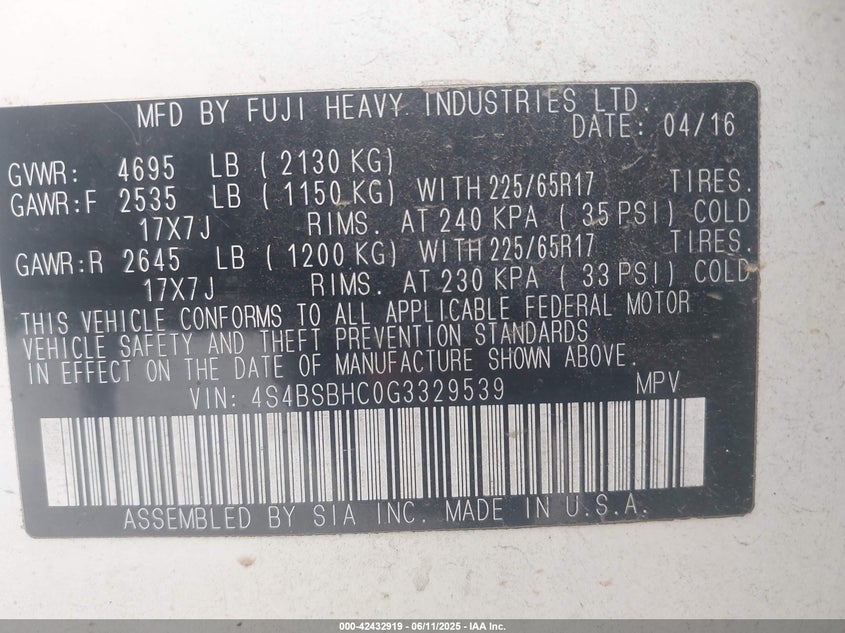 MFD BY FUJI HEAVY INDUSTRIES LTD.
DATE: 04/16
GVWR: 4695 LB ( 2130 KG)
GAWR:F 2535 LB ( 1150 KG) WITH 225/65R17 TIRES.
17X7J RIMS. AT 240 KPA ( 35 PSI) COLD
GAWR:R 2645 LB ( 1200 KG) WITH 225/65R17 TIRES.
17X7J RIMS. AT 230 KPA ( 33 PSI) COLD
THIS VEHICLE CONFORMS TO ALL APPLICABLE FEDERAL MOTOR
VEHICLE SAFETY AND THEFT PREVENTION STANDARDS
IN EFFECT ON THE DATE OF MANUFACTURE SHOWN ABOVE.
VIN: 4S4BSBHC0G3329539 MPV
ASSEMBLED BY SIA INC. MADE IN U.S.A.
000-42432919 - 06/11/2025 - IAA Inc.